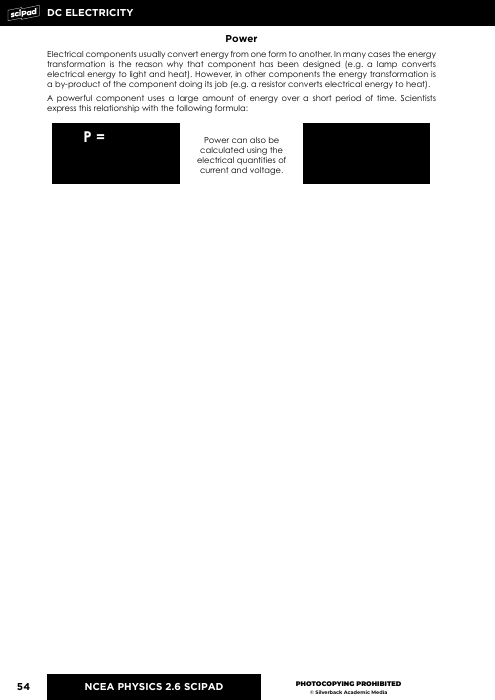 scipad DC ELECTRICITY
Power
Electrical components usually convert energy from one form to another. In many cases the energy
transformation is the reason why that component has been designed (e.g. a lamp converts
electrical energy to light and heat). However, in other components the energy transformation is
a by-product of the component doing its job (e.g. a resistor converts electrical energy to heat).
A powerful component uses a large amount of energy over a short period of time. Scientists
express this relationship with the following formula:
P =
Power can also be
calculated using the
electrical quantities of
current and voltage.
54
NCEA PHYSICS 2.6 SCIPAD
PHOTOCOPYING PROHIBITED
© Silverback Academic Media